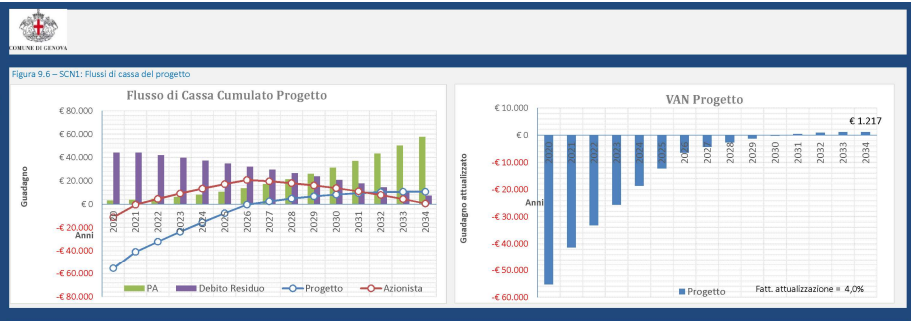 COMUNE DI GENOVA
Figura 9.6 – SCN1: Flussi di cassa del progetto
Flusso di Cassa Cumulato Progetto
€ 80.000
€ 60.000
€ 40.000
€ 20.000
€ 0
-€ 20.000
-€ 40.000
-€ 60.000
-€ 80.000
Guadagno
Anni
2020 2021 2022 2023 2024 2025 2026 2027 2028 2029 2030 2031 2032 2033 2034
PA Debito Residuo Progetto Azionista
VAN Progetto
€ 10.000
€ 0
-€ 10.000
-€ 20.000
-€ 30.000
-€ 40.000
-€ 50.000
-€ 60.000
Guadagno attualizzato
Anni
2020 2021 2022 2023 2024 2025 2026 2027 2028 2029 2030 2031 2032 2033 2034
€ 1.217
Progetto
Fatt. attualizzazione = 4,0%